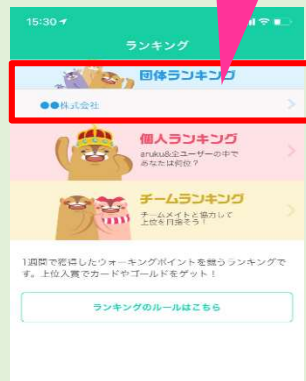 15:30
ランキング
団体ランキング
●●株式会社
個人ランキング
aruku&全ユーザーの中で
あなたは何位？
チームランキング
チームメイトと協力して
上位を目指そう！
1週間で獲得したウォーキングポイントを競うランキングで
す。上位入賞でカードやゴールドをゲット！
ランキングのルールはこちら